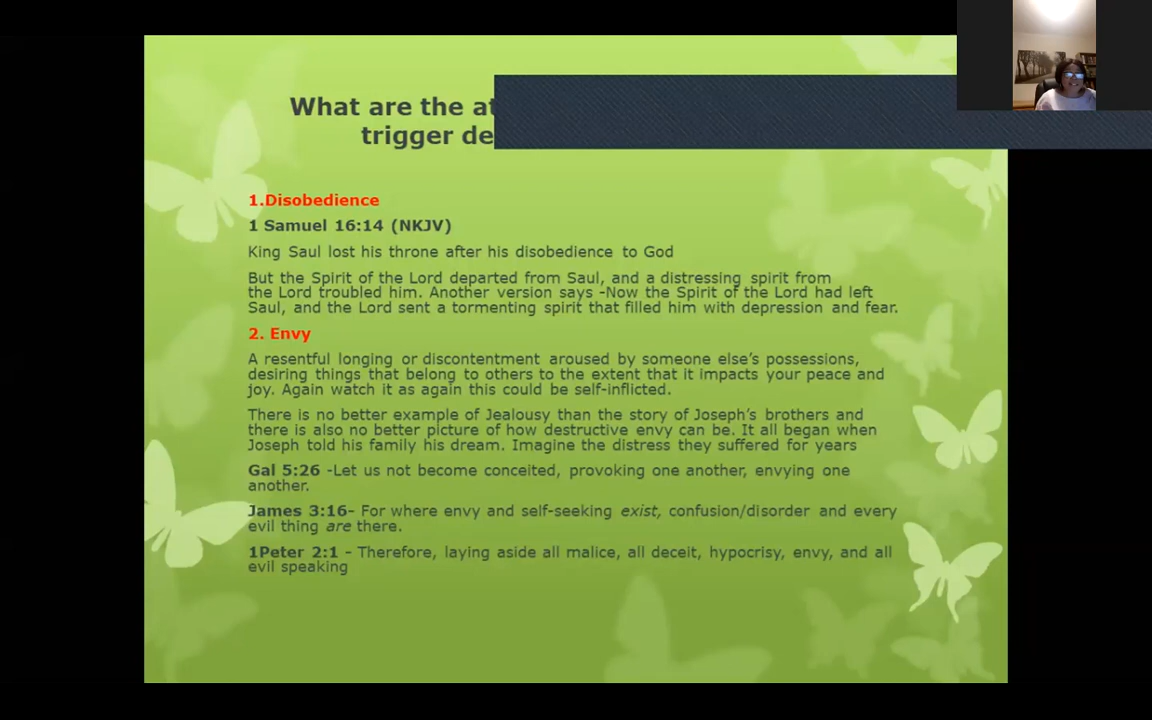 What are the
trigger
1.Disobedience
1 Samuel 16:14 (NKJV)
King Saul lost his throne after his disobedience to God
But the Spirit of the Lord departed from Saul, and a distressing spirit from
the Lord troubled him. Another version says -Now the Spirit of the Lord had left
Saul, and the Lord sent a tormenting spirit that filled him with depression and fear.
2. Envy
A resentful longing or discontentment aroused by someone else’s possessions,
desiring things that belong to others to the extent that it impacts your peace and
joy. Again watch it as again this could be self-inflicted.
There is no better example of Jealousy than the story of Joseph’s brothers and
there is also no better picture of how destructive envy can be. It all began when
Joseph told his family his dream. Imagine the distress they suffered for years
Gal 5:26 -Let us not become conceited, provoking one another, envying one
another.
James 3:16- For where envy and self-seeking exist, confusion/disorder and every
evil thing are there.
1Peter 2:1 - Therefore, laying aside all malice, all deceit, hypocrisy, envy, and all
evil speaking